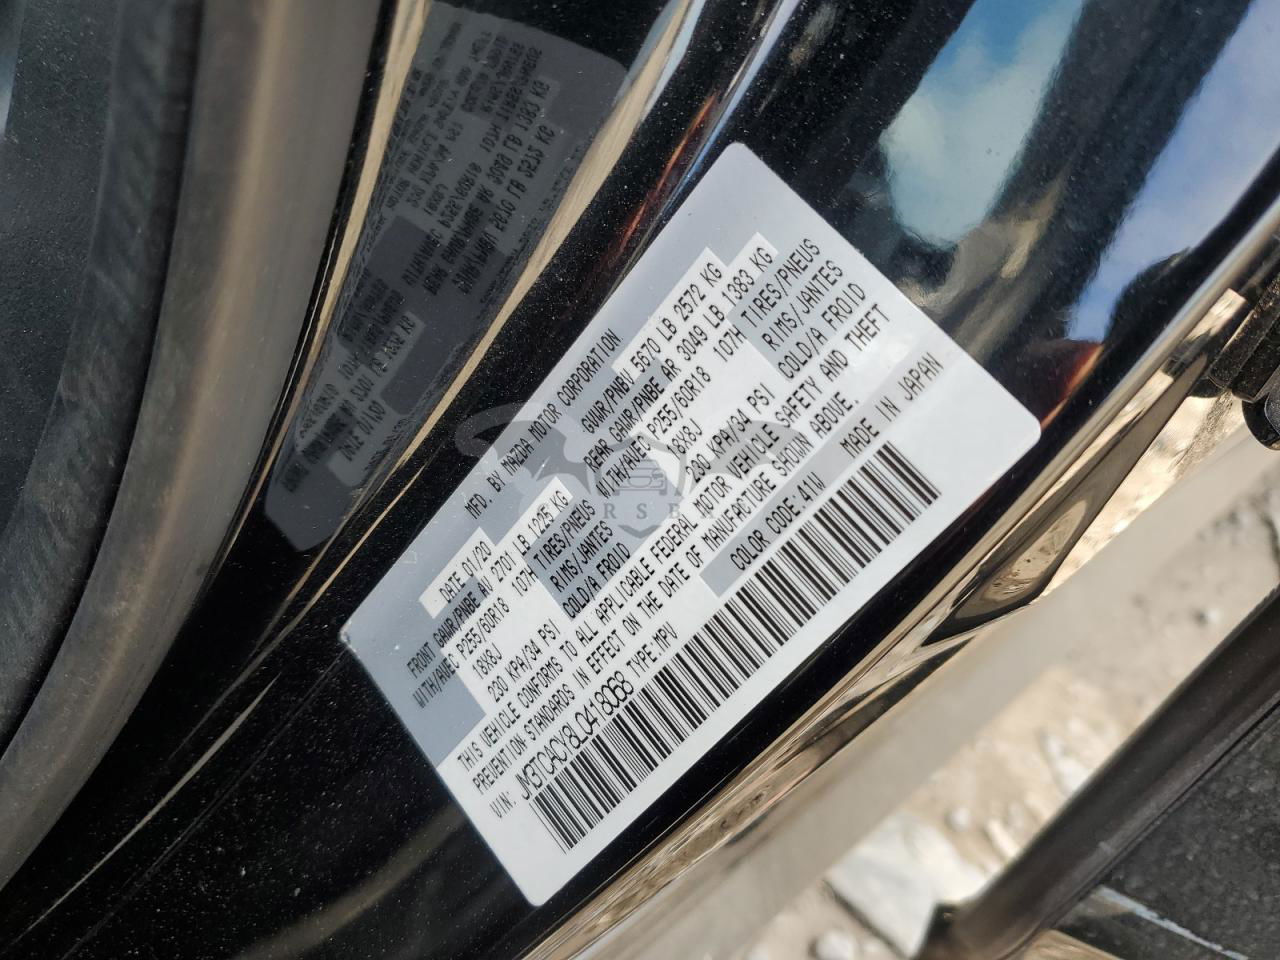 MFD. BY MAZDA MOTOR CORPORATION
DATE 01/20 GVWR/PNBV 5670 LB 2572 KG
FRONT GAWR/PNBE AV 2701 LB 1225 KG REAR GAWR/PNBE AR 3049 LB 1383 KG
WITH/AVEC P255/60R18 107H TIRES/PNEUS WITH/AVEC P255/60R18 107H TIRES/PNEUS
18X8J RIMS/JANTES 18X8J RIMS/JANTES
230 KPA/34 PSI COLD/A FROID 230 KPA/34 PSI COLD/A FROID
THIS VEHICLE CONFORMS TO ALL APPLICABLE FEDERAL MOTOR VEHICLE SAFETY AND THEFT
PREVENTION STANDARDS IN EFFECT ON THE DATE OF MANUFACTURE SHOWN ABOVE.
VIN: JM3TCACY8L0418068 TYPE:MPV COLOR CODE:41W MADE IN JAPAN
RSB